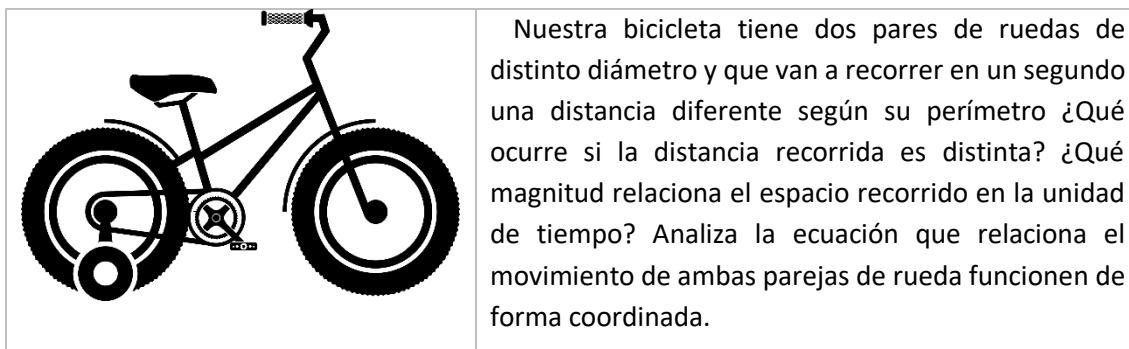 Nuestra bicicleta tiene dos pares de ruedas de
distinto diámetro y que van a recorrer en un segundo
una distancia diferente según su perímetro ¿Qué
ocurre si la distancia recorrida es distinta? ¿Qué
magnitud relaciona el espacio recorrido en la unidad
de tiempo? Analiza la ecuación que relaciona el
movimiento de ambas parejas de rueda funcionen de
forma coordinada.